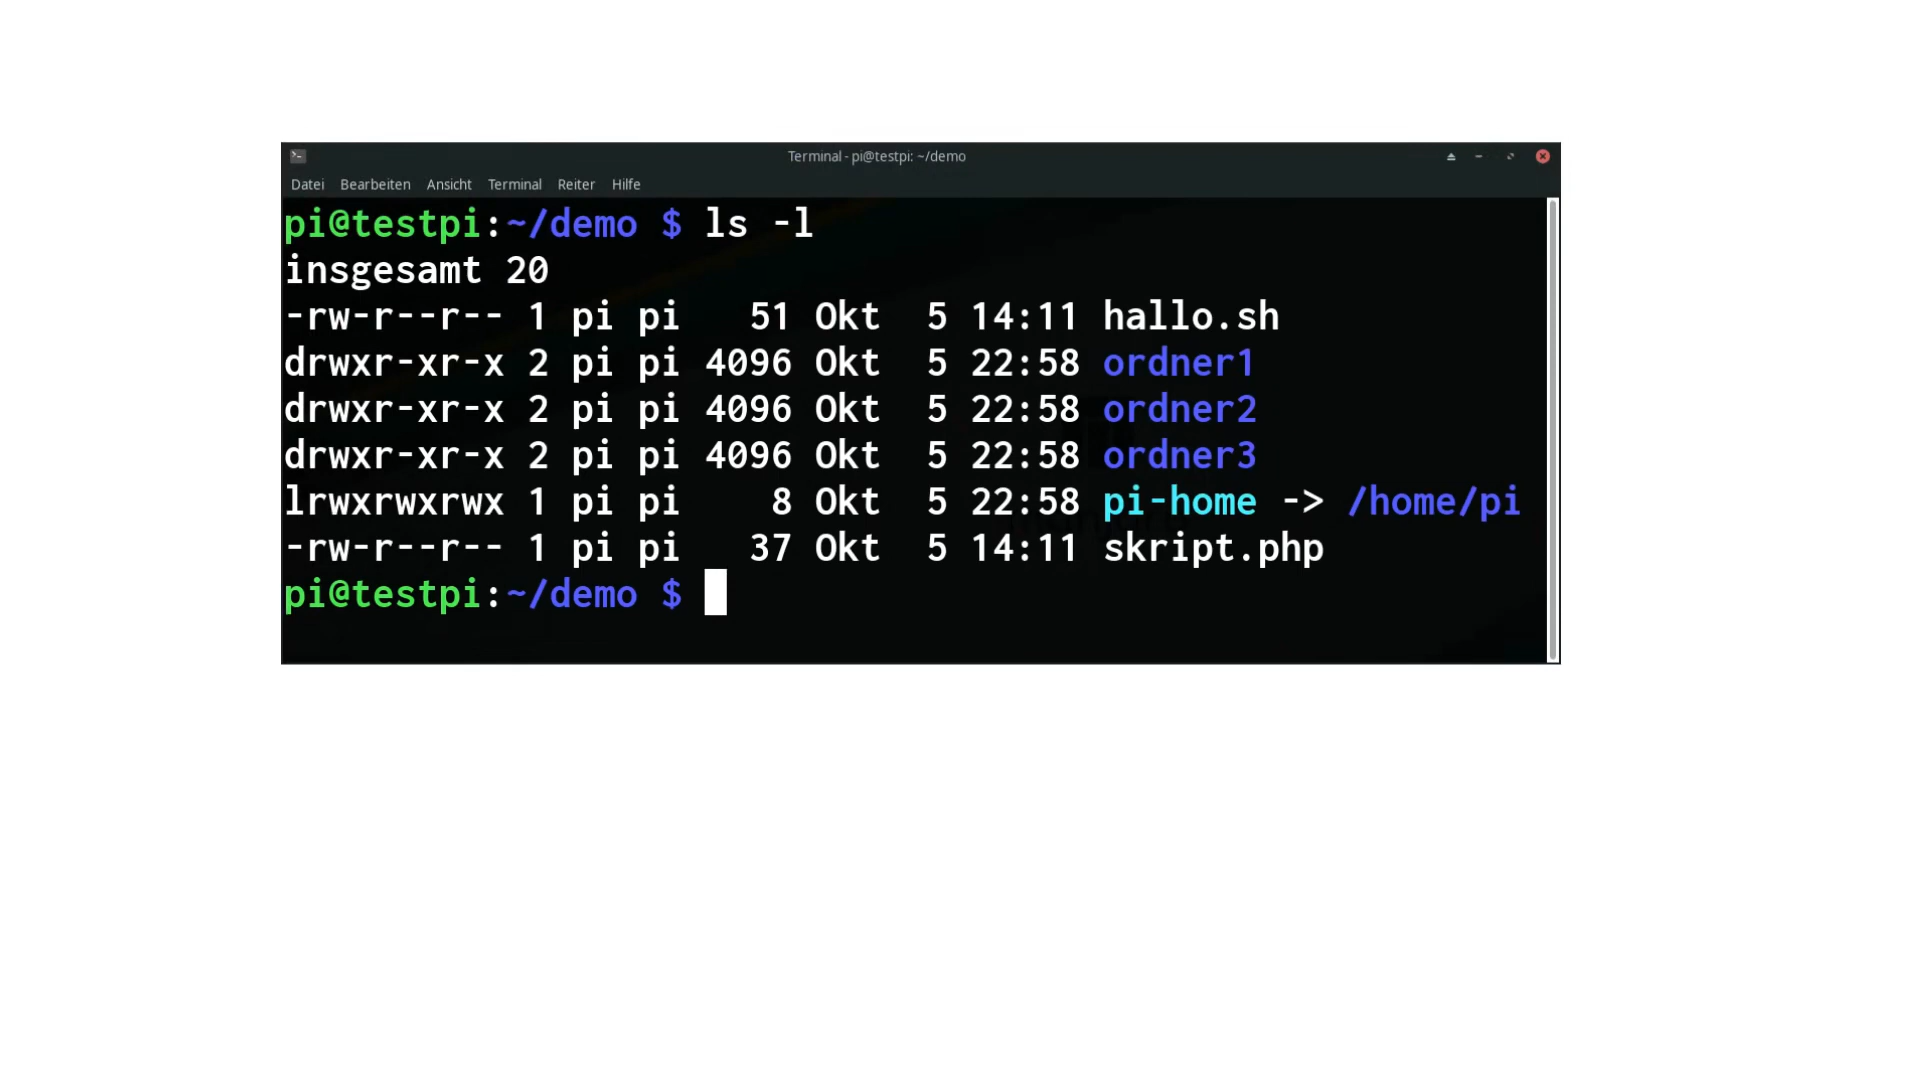 Terminal - pi@testpi: ~/demo
Datei Bearbeiten Ansicht Terminal Reiter Hilfe
pi@testpi:~/demo $ ls -l
insgesamt 20
-rw-r--r-- 1 pi pi   51 Okt  5 14:11 hallo.sh
drwxr-xr-x 2 pi pi 4096 Okt  5 22:58 ordner1
drwxr-xr-x 2 pi pi 4096 Okt  5 22:58 ordner2
drwxr-xr-x 2 pi pi 4096 Okt  5 22:58 ordner3
lrwxrwxrwx 1 pi pi    8 Okt  5 22:58 pi-home -> /home/pi
-rw-r--r-- 1 pi pi   37 Okt  5 14:11 skript.php
pi@testpi:~/demo $